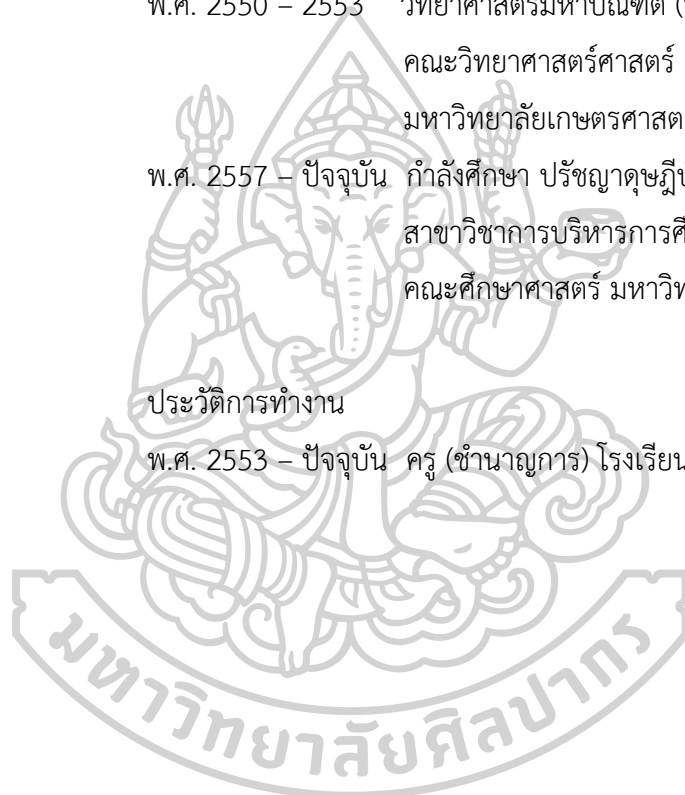 พ.ศ. 2550 – 2553 วิทยาศาสตรมหาบัณฑิต
คณะวิทยาศาสตร์ศาสตร์
มหาวิทยาลัยเกษตรศาสต
พ.ศ. 2557 – ปัจจุบัน กำลังศึกษา ปรัชญาดุษฎีบ
สาขาวิชาการบริหารการศึ
คณะศึกษาศาสตร์ มหาวิท
ประวัติการทำงาน
พ.ศ. 2553 – ปัจจุบัน ครู (ชำนาญการ) โรงเรียน
มหาวิทยาลัยศิลปากร